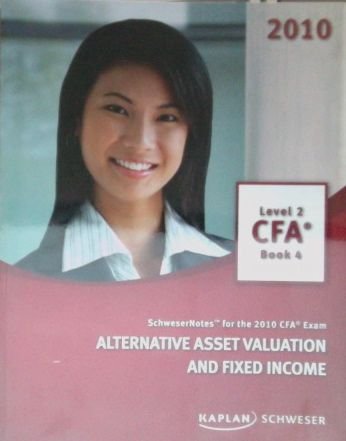 2010
Level 2
CFA®
Book 4
SchweserNotes™ for the 2010 CFA® Exam
ALTERNATIVE ASSET VALUATION
AND FIXED INCOME
KAPLAN SCHWESER